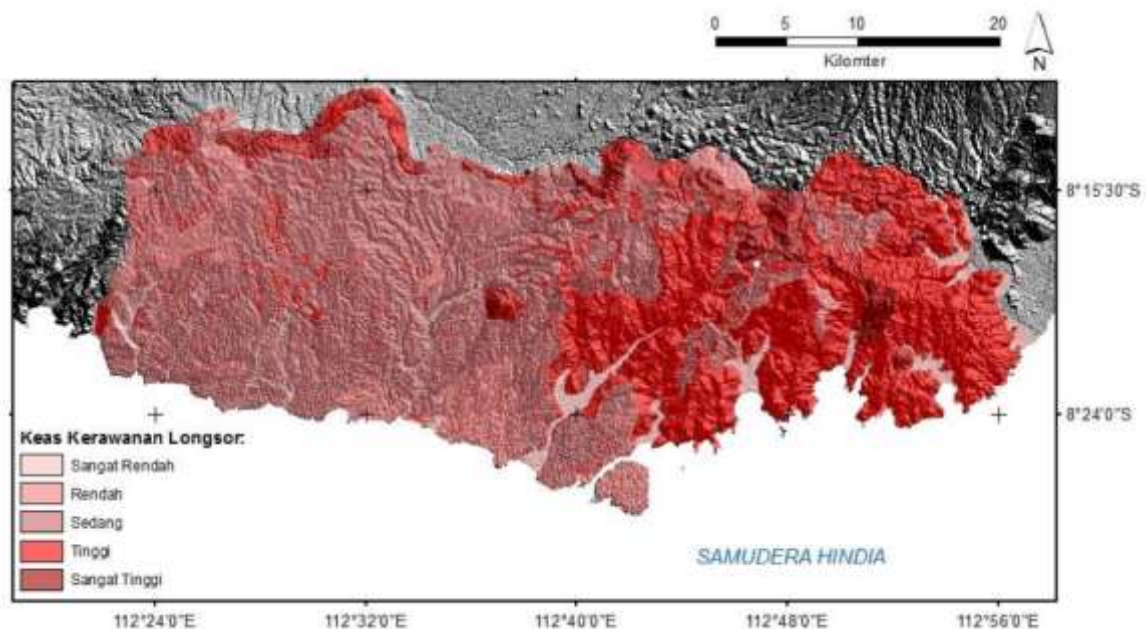 0 5 10 20
Kilomter
N
8°15'30"S
8°24'0"S
Keas Kerawanan Longsor:
Sangat Rendah
Rendah
Sedang
Tinggi
Sangat Tinggi
SAMUDERA HINDIA
112°24'0"E 112°32'0"E 112°40'0"E 112°48'0"E 112°56'0"E